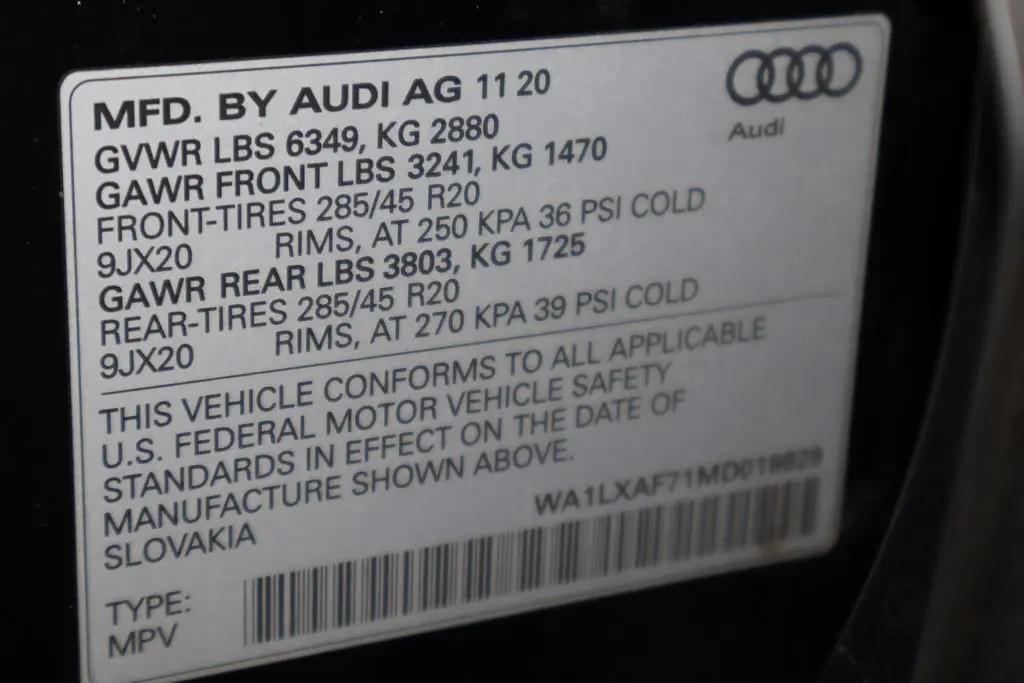 MFD. BY AUDI AG 11 20
Audi
GVWR LBS 6349, KG 2880
GAWR FRONT LBS 3241, KG 1470
FRONT-TIRES 285/45 R20
9JX20 RIMS, AT 250 KPA 36 PSI COLD
GAWR REAR LBS 3803, KG 1725
REAR-TIRES 285/45 R20
9JX20 RIMS, AT 270 KPA 39 PSI COLD
THIS VEHICLE CONFORMS TO ALL APPLICABLE
U.S. FEDERAL MOTOR VEHICLE SAFETY
STANDARDS IN EFFECT ON THE DATE OF
MANUFACTURE SHOWN ABOVE.
SLOVAKIA
TYPE:
MPV